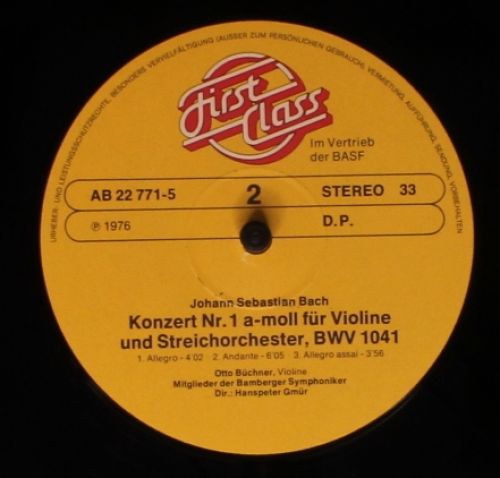 URHEBER- UND LEISTUNGSSCHUTZRECHTE, BESONDERS VERVIELFÄLTIGUNG (AUSSER ZUM PERSÖNLICHEN GEBRAUCH), VERMIETUNG, AUFFÜHRUNG, SENDUNG, VORBEHALTEN
First
Class
Im Vertrieb
der BASF
AB 22 771-5 2 STEREO 33
Ⓟ 1976 D.P.
Johann Sebastian Bach
Konzert Nr. 1 a-moll für Violine
und Streichorchester, BWV 1041
1. Allegro - 4'02 2. Andante - 6'05 3. Allegro assai - 3'56
Otto Büchner, Violine
Mitglieder der Bamberger Symphoniker
Dir.: Hanspeter Gmür